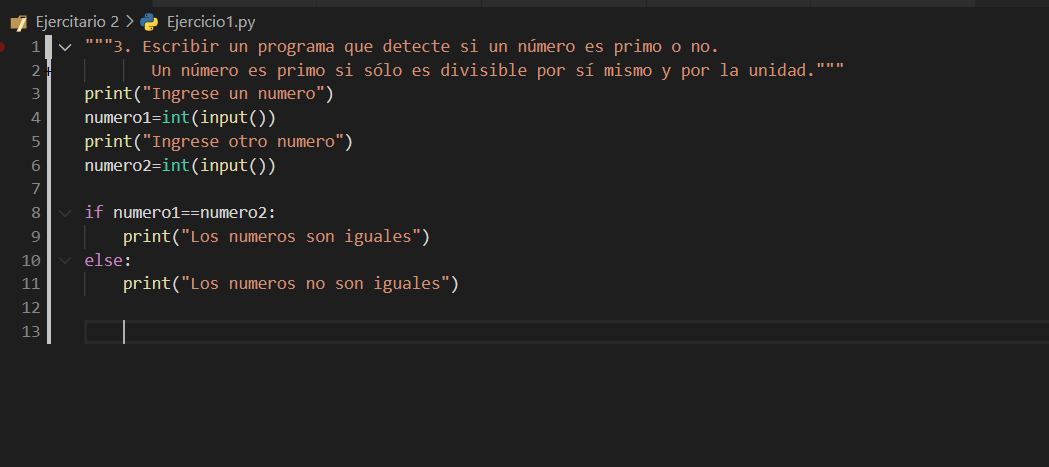 Ejercitario 2 > Ejercicio1.py
1 """3. Escribir un programa que detecte si un número es primo o no.
2 Un número es primo si sólo es divisible por sí mismo y por la unidad."""
3 print("Ingrese un numero")
4 numero1=int(input())
5 print("Ingrese otro numero")
6 numero2=int(input())
7
8 if numero1==numero2:
9 print("Los numeros son iguales")
10 else:
11 print("Los numeros no son iguales")
12
13